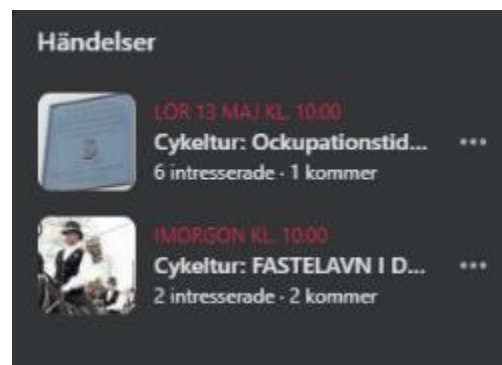 Händelser
LÖR 13 MAJ KL. 10:00
Cykeltur: Ockupationstid...
6 intresserade · 1 kommer
IMORGON KL. 10:00
Cykeltur: FASTELAVN I D...
2 intresserade · 2 kommer